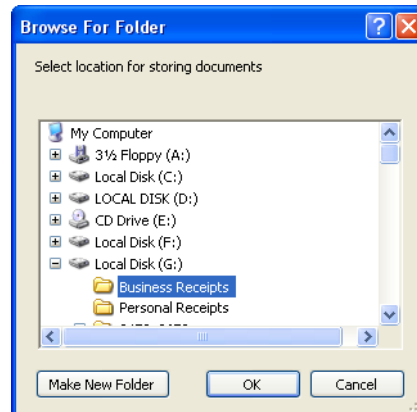 Browse For Folder
Select location for storing documents
My Computer
3½ Floppy (A:)
Local Disk (C:)
LOCAL DISK (D:)
CD Drive (E:)
Local Disk (F:)
Local Disk (G:)
Business Receipts
Personal Receipts
Make New Folder OK Cancel